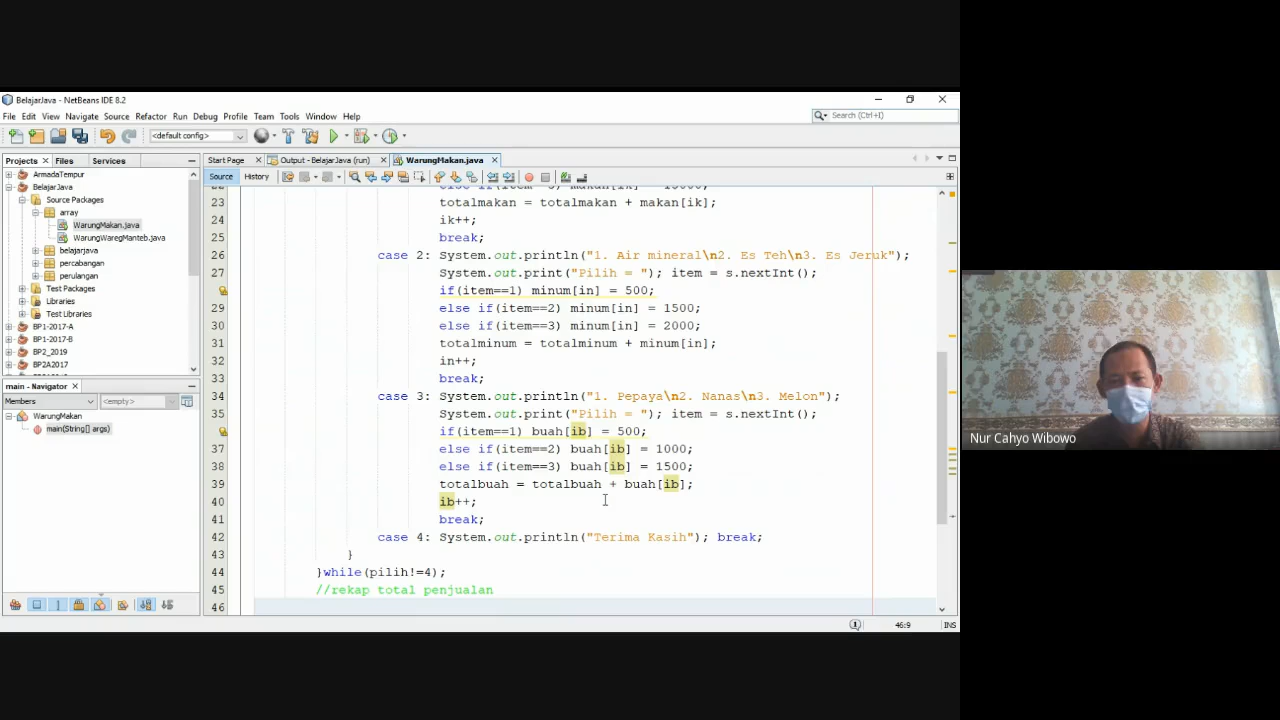 BelajarJava - NetBeans IDE 8.2
File Edit View Navigate Source Refactor Run Debug Profile Team Tools Window Help
Search (Ctrl+I)
<default config>
Projects Files Services
Start Page Output - BelajarJava (run) WarungMakan.java
Source History
ArmadaTempur
BelajarJava
Source Packages
array
WarungMakan.java
WarungWaregManteb.java
belajarjava
percabangan
perulangan
Test Packages
Libraries
Test Libraries
BP1-2017-A
BP1-2017-B
BP2_2019
BP2A2017
main - Navigator
Members <empty>
WarungMakan
main(String[] args)
23 totalmakan = totalmakan + makan[ik];
24 ik++;
25 break;
26 case 2: System.out.println("1. Air mineral\n2. Es Teh\n3. Es Jeruk");
27 System.out.print("Pilih = "); item = s.nextInt();
if(item==1) minum[in] = 500;
29 else if(item==2) minum[in] = 1500;
30 else if(item==3) minum[in] = 2000;
31 totalminum = totalminum + minum[in];
32 in++;
33 break;
34 case 3: System.out.println("1. Pepaya\n2. Nanas\n3. Melon");
35 System.out.print("Pilih = "); item = s.nextInt();
if(item==1) buah[ib] = 500;
37 else if(item==2) buah[ib] = 1000;
38 else if(item==3) buah[ib] = 1500;
39 totalbuah = totalbuah + buah[ib];
40 ib++;
41 break;
42 case 4: System.out.println("Terima Kasih"); break;
43 }
44 }while(pilih!=4);
45 //rekap total penjualan
46
46:9 INS
Nur Cahyo Wibowo